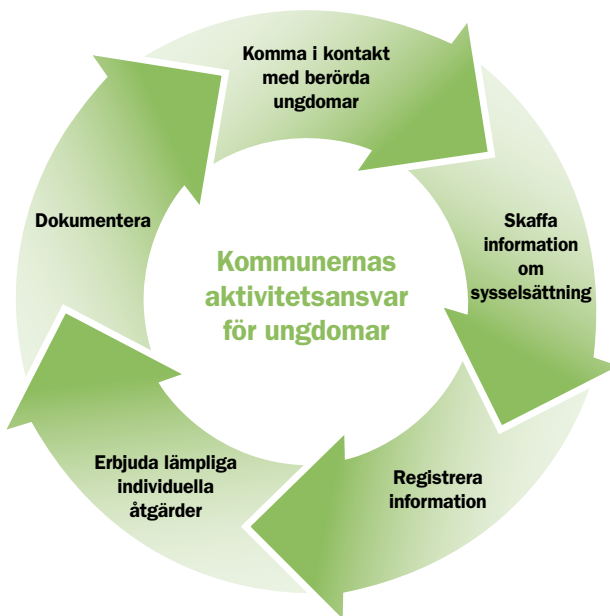 Komma i kontakt
med berörda
ungdomar
Skaffa
information
om
sysselsättning
Registrera
information
Erbjuda lämpliga
individuella
åtgärder
Dokumentera
Kommunernas
aktivitetsansvar
för ungdomar